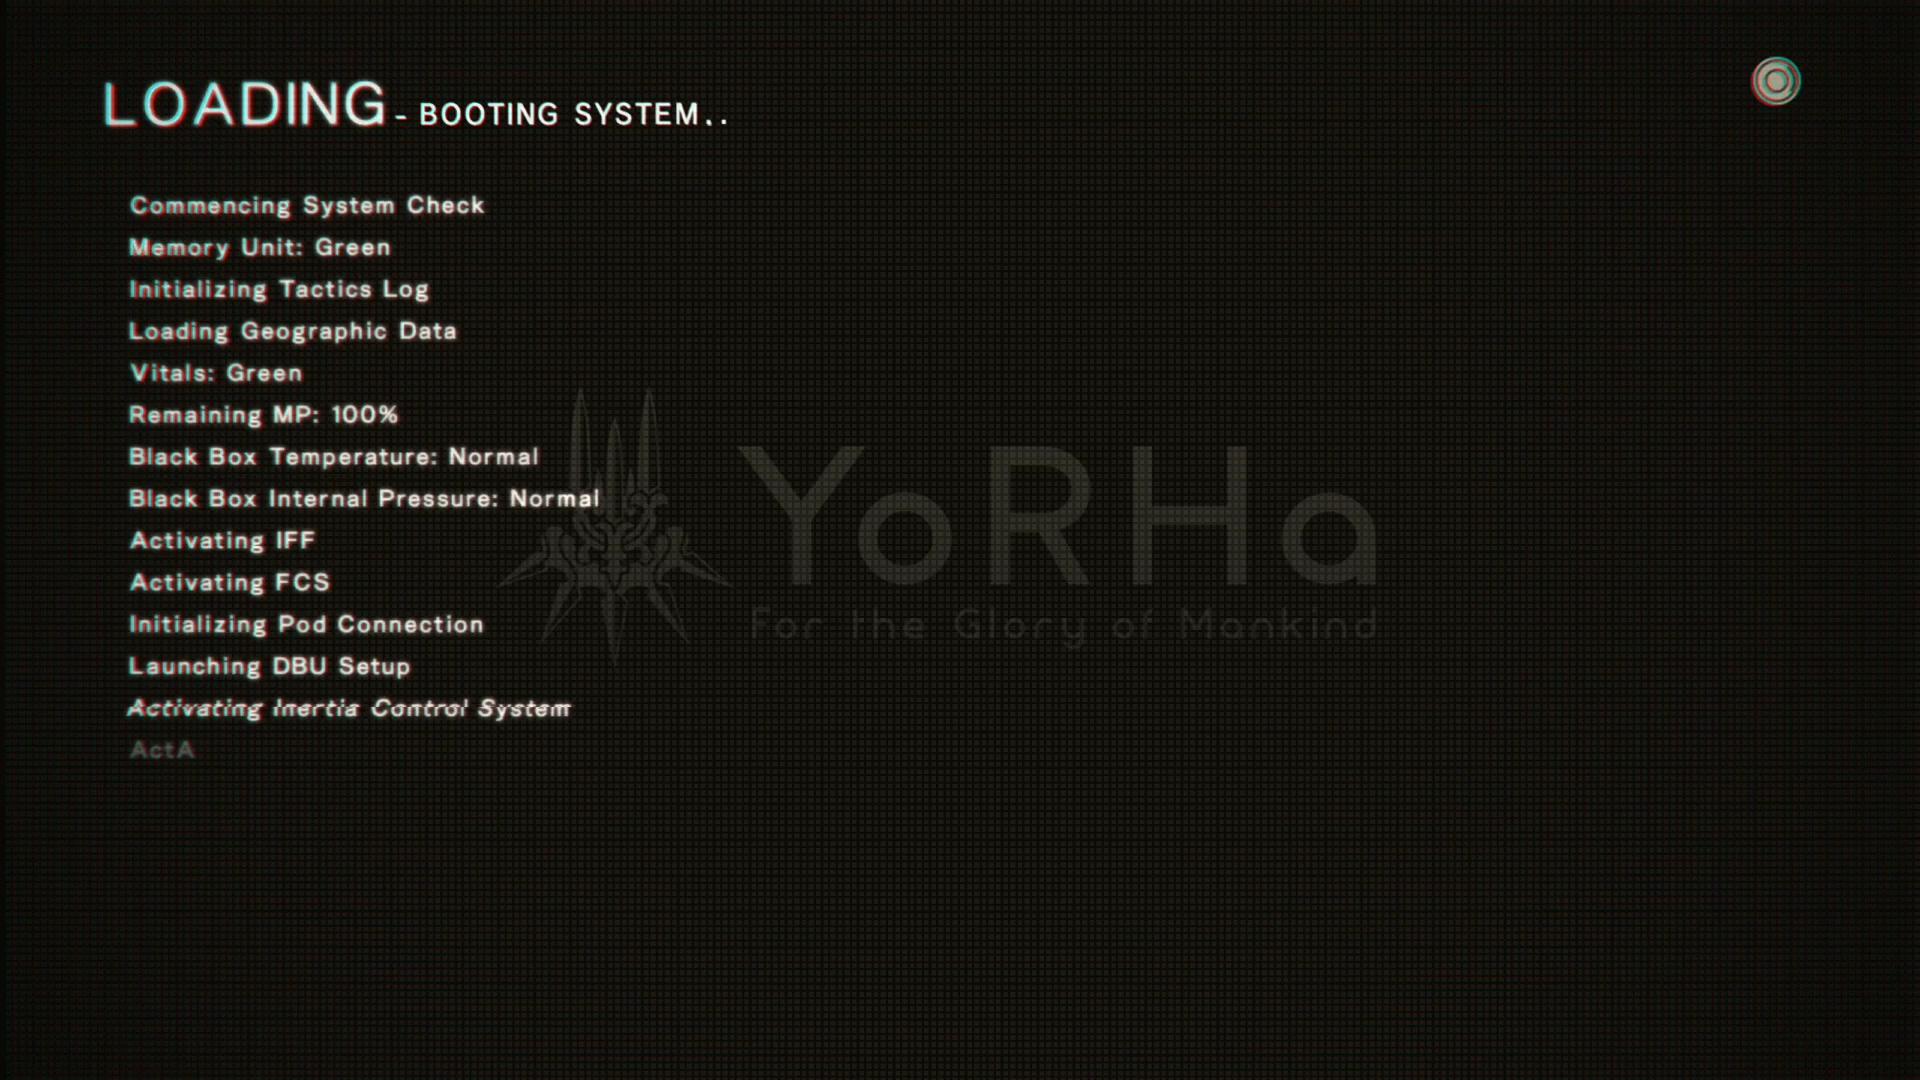 LOADING - BOOTING SYSTEM..
Commencing System Check
Memory Unit: Green
Initializing Tactics Log
Loading Geographic Data
Vitals: Green
Remaining MP: 100%
Black Box Temperature: Normal
Black Box Internal Pressure: Normal
Activating IFF
Activating FCS
Initializing Pod Connection
Launching DBU Setup
Activating Inertia Control System
ActA
YoRHa
For the Glory of Mankind